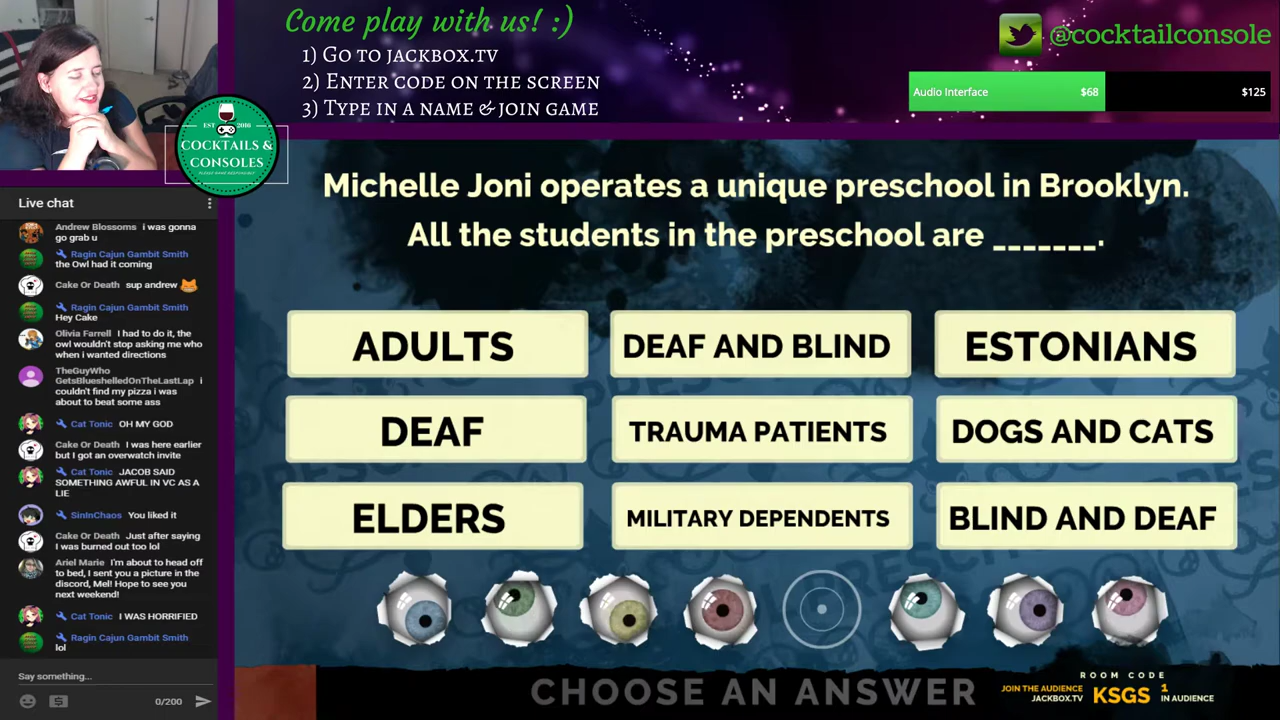 Come play with us! :)
1) Go to jackbox.tv
2) Enter code on the screen
3) Type in a name & join game
@cocktailconsole
Audio Interface $68 $125
EST 2016
COCKTAILS &
CONSOLES
Live chat
Andrew Blossoms i was gonna
go grab u
Ragin Cajun Gambit Smith
the Owl had it coming
Cake Or Death sup andrew
Ragin Cajun Gambit Smith
Hey Cake
Olivia Farrell I had to do it, the
owl wouldn't stop asking me who
when i wanted directions
TheGuyWho
GetsBlueshelledOnTheLastLap i
couldn't find my pizza i was
about to beat some ass
Cat Tonic OH MY GOD
Cake Or Death I was here earlier
but I got an overwatch invite
Cat Tonic JACOB SAID
SOMETHING AWFUL IN VC AS A
LIE
SinInChaos You liked it
Cake Or Death Just after saying
I was burned out too lol
Ariel Marie I'm about to head off
to bed, I sent you a picture in the
discord, Mel! Hope to see you
next weekend!
Cat Tonic I WAS HORRIFIED
Ragin Cajun Gambit Smith
lol
Say something...
0/200
Michelle Joni operates a unique preschool in Brooklyn.
All the students in the preschool are _______.
ADULTS
DEAF AND BLIND
ESTONIANS
DEAF
TRAUMA PATIENTS
DOGS AND CATS
ELDERS
MILITARY DEPENDENTS
BLIND AND DEAF
CHOOSE AN ANSWER
ROOM CODE
JOIN THE AUDIENCE
JACKBOX.TV
KSGS
1
IN AUDIENCE